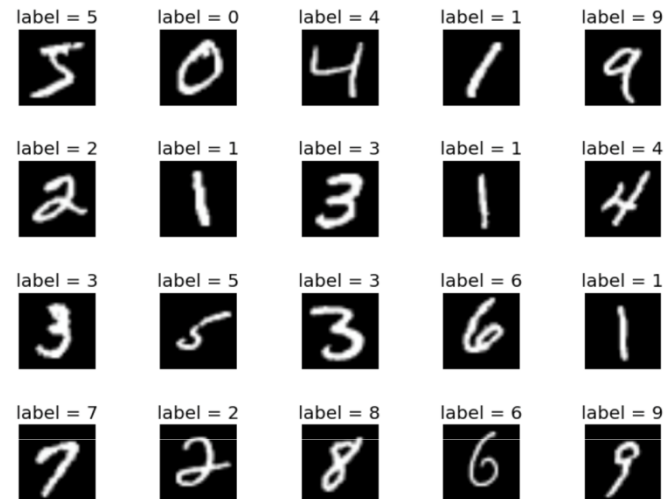 label = 5 label = 0 label = 4 label = 1 label = 9
5 0 4 1 9
label = 2 label = 1 label = 3 label = 1 label = 4
2 1 3 1 4
label = 3 label = 5 label = 3 label = 6 label = 1
3 5 3 6 1
label = 7 label = 2 label = 8 label = 6 label = 9
7 2 8 6 9